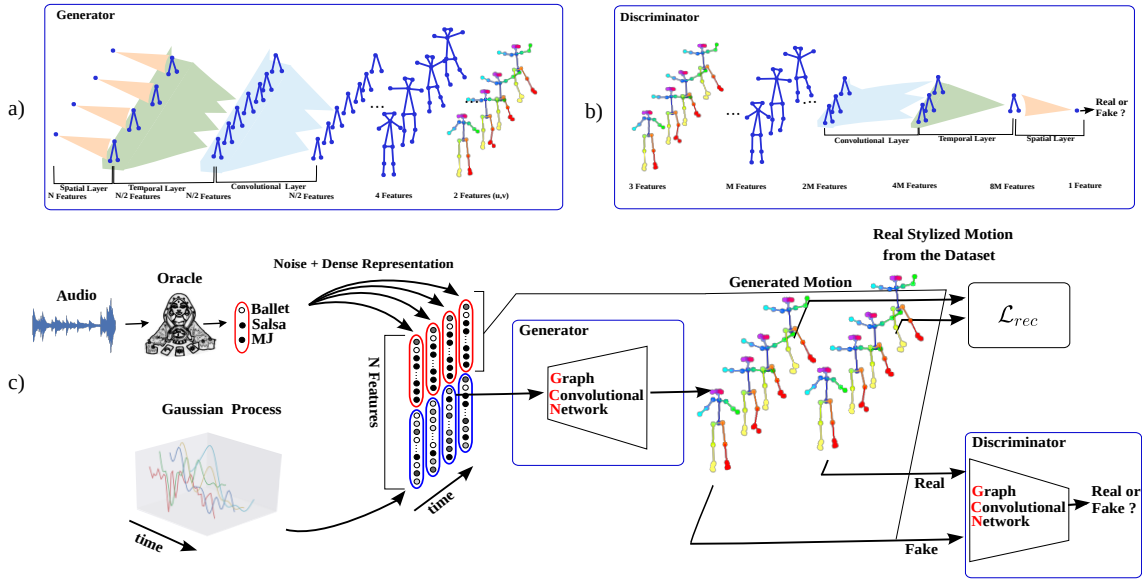 a)
Generator
Spatial Layer
Temporal Layer
Convolutional Layer
N Features
N/2 Features
N/2 Features
N/2 Features
4 Features
2 Features (u,v)
...
...
b)
Discriminator
...
...
Real or
Fake ?
Convolutional Layer
Temporal Layer
Spatial Layer
3 Features
M Features
2M Features
4M Features
8M Features
1 Feature
c)
Audio
Oracle
Ballet
Salsa
MJ
Noise + Dense Representation
N Features
Gaussian Process
time
time
Generator
Graph
Convolutional
Network
Generated Motion
Real Stylized Motion
from the Dataset
ℒrec
Real
Fake
Discriminator
Graph
Convolutional
Network
Real or
Fake ?